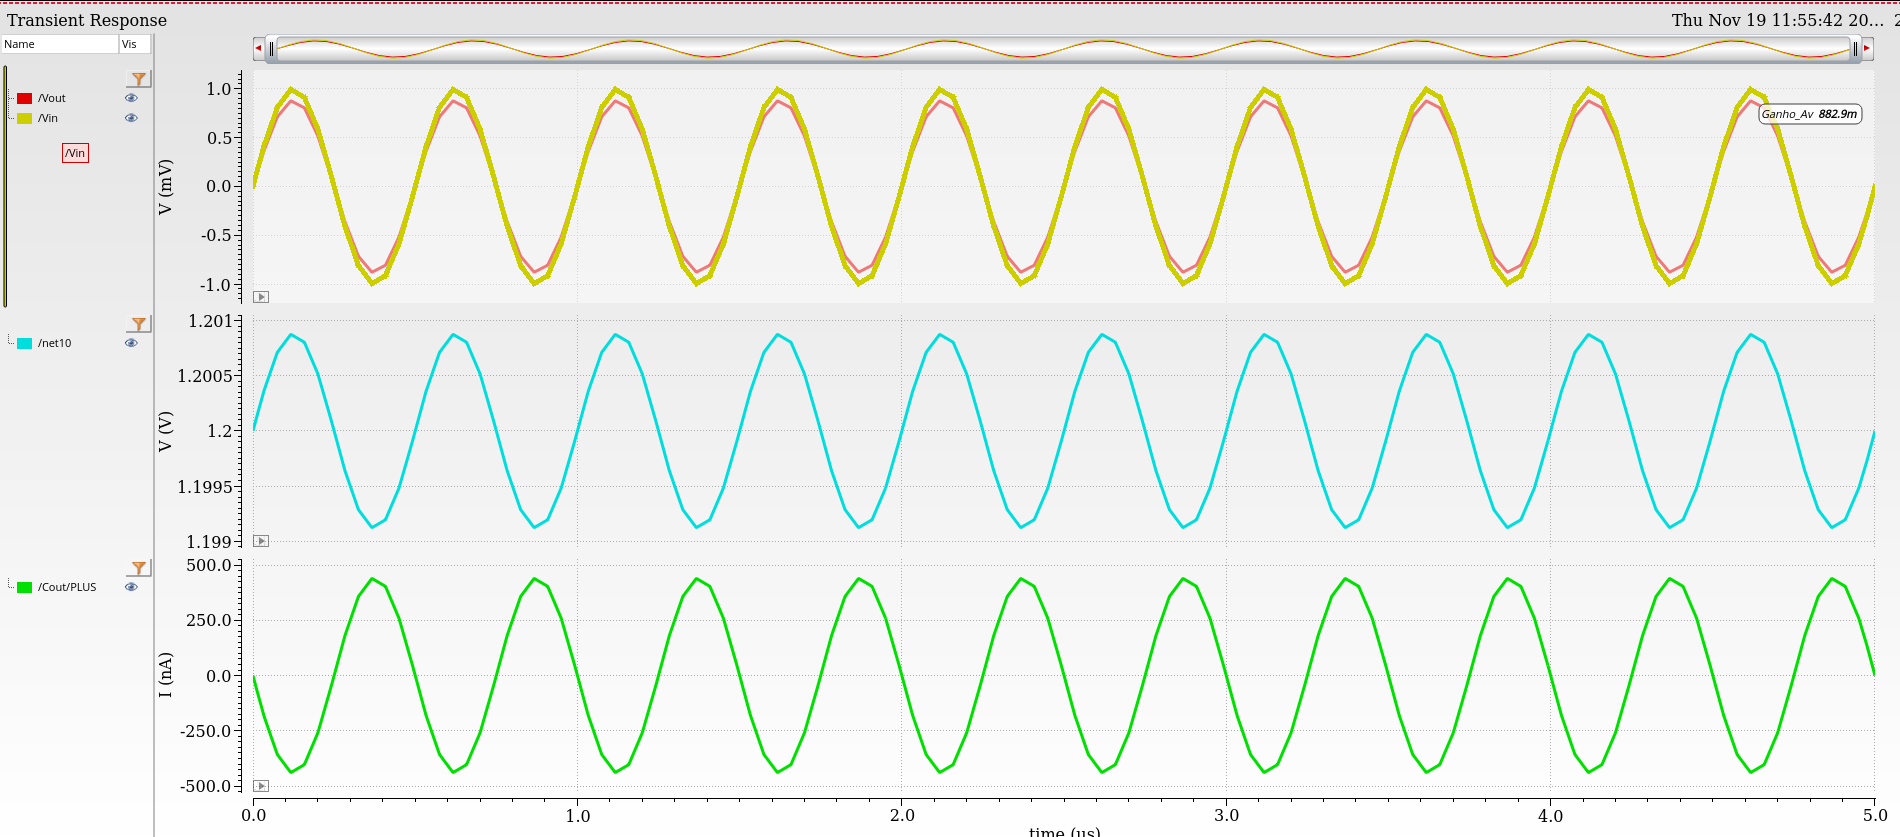 Transient Response
Thu Nov 19 11:55:42 20... 2
Name Vis
/Vout
/Vin
/Vin
1.0
0.5
0.0
-0.5
-1.0
V (mV)
Ganho_Av 882.9m
/net10
1.201
1.2005
1.2
1.1995
1.199
V (V)
/Cout/PLUS
500.0
250.0
0.0
-250.0
-500.0
I (nA)
0.0 1.0 2.0 3.0 4.0 5.0
time (us)